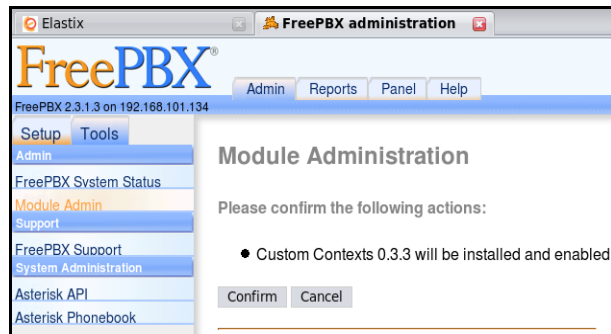 Elastix
FreePBX administration
FreePBX®
Admin Reports Panel Help
FreePBX 2.3.1.3 on 192.168.101.134
Setup Tools
Admin
FreePBX System Status
Module Admin
Support
FreePBX Support
System Administration
Asterisk API
Asterisk Phonebook
Module Administration
Please confirm the following actions:
• Custom Contexts 0.3.3 will be installed and enabled
Confirm Cancel